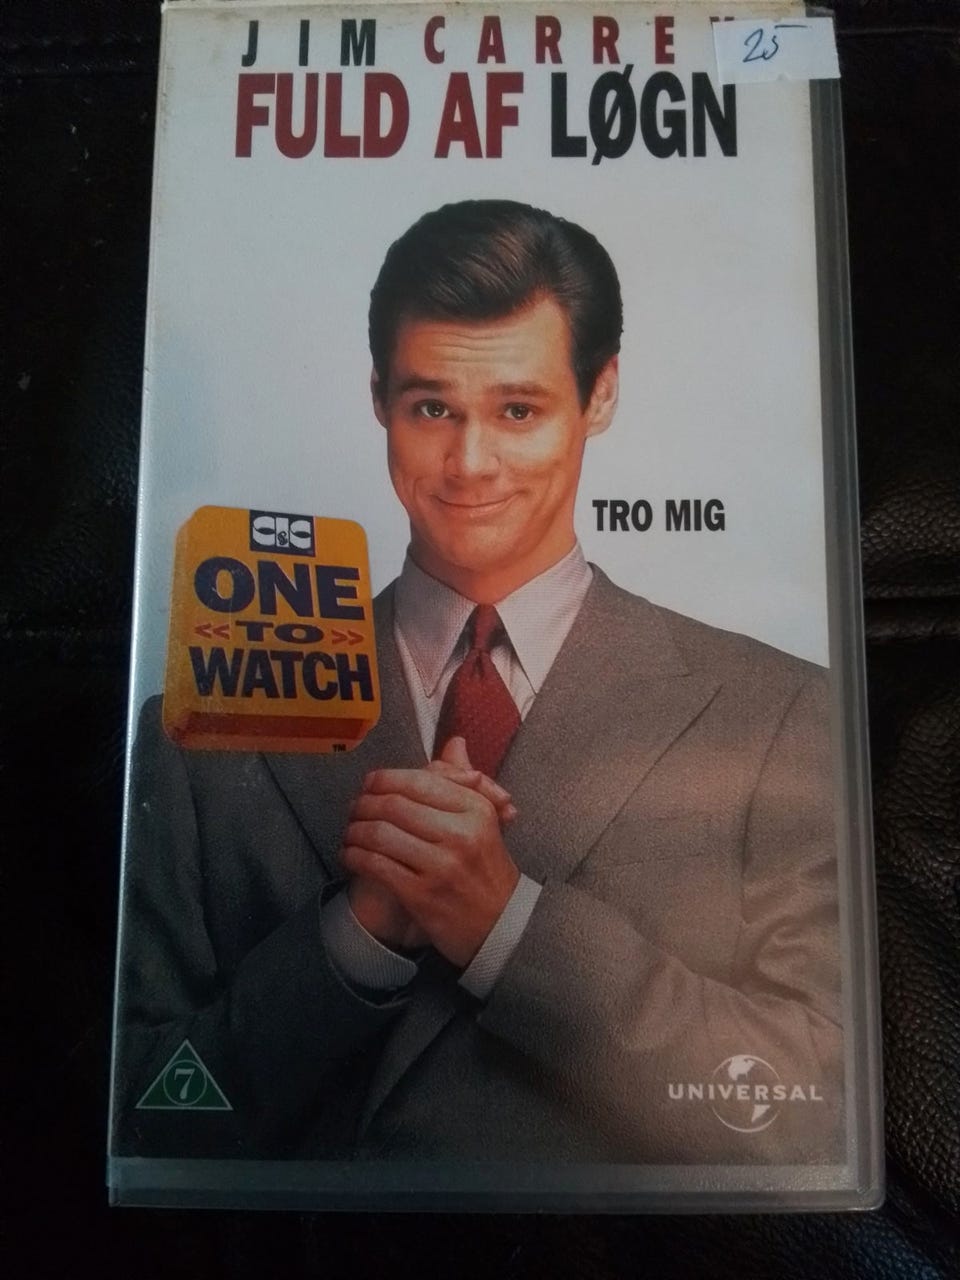 JIM CARREY
25
FULD AF LØGN
TRO MIG
CIC
ONE
<<TO>>
WATCH
TM
7
UNIVERSAL